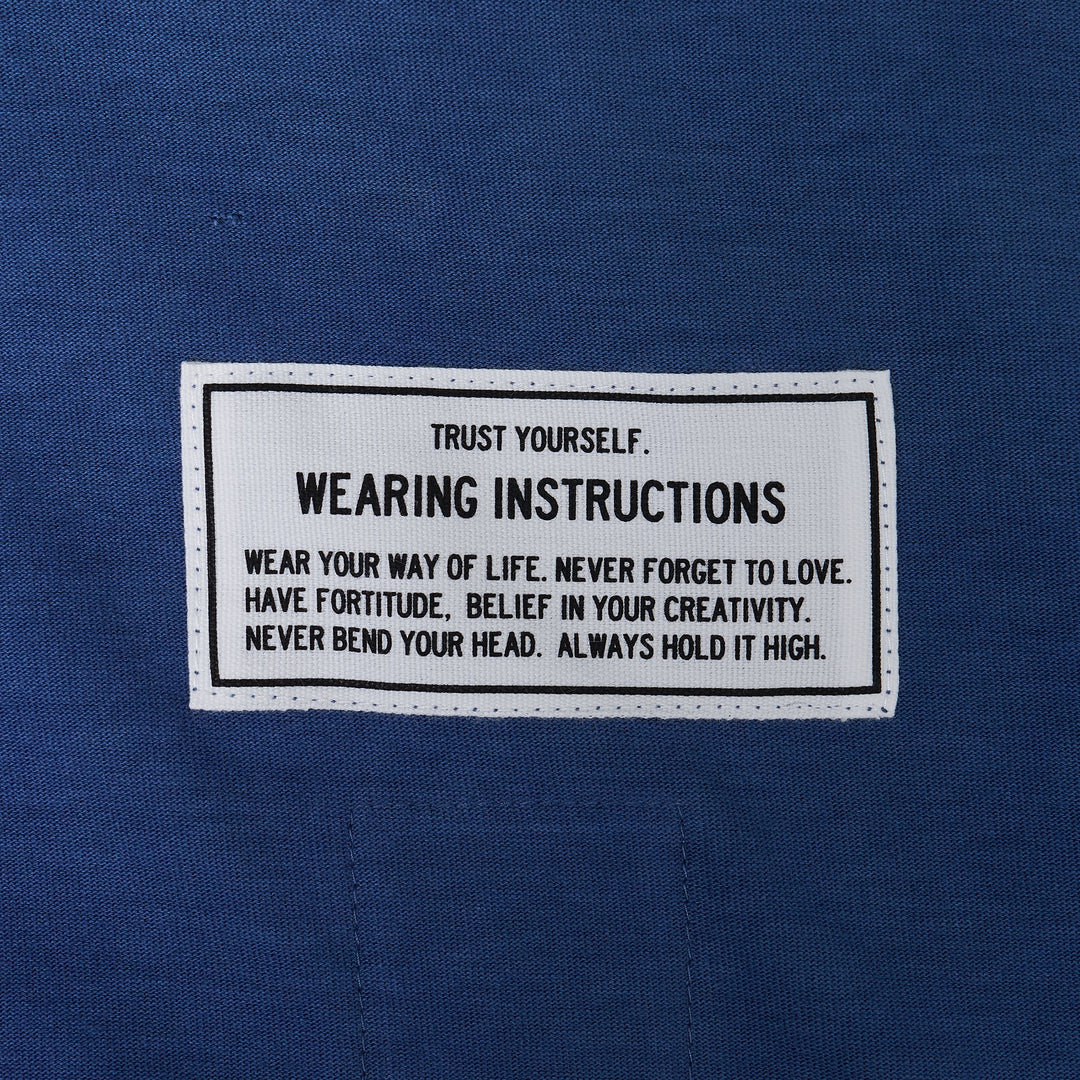 TRUST YOURSELF.
WEARING INSTRUCTIONS
WEAR YOUR WAY OF LIFE. NEVER FORGET TO LOVE.
HAVE FORTITUDE, BELIEF IN YOUR CREATIVITY.
NEVER BEND YOUR HEAD. ALWAYS HOLD IT HIGH.